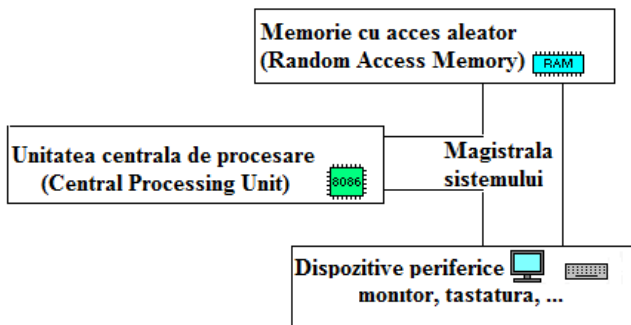 Memorie cu acces aleator
(Random Access Memory)
RAM
Unitatea centrala de procesare
(Central Processing Unit)
8086
Magistrala
sistemului
Dispozitive periferice
monitor, tastatura, ...